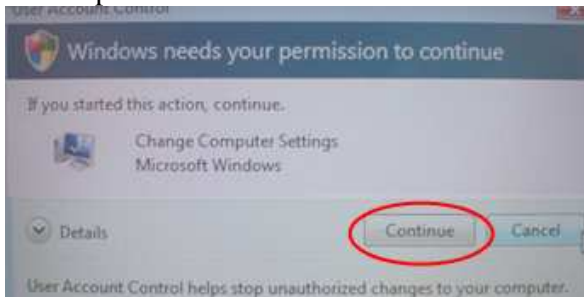 User Account Control
Windows needs your permission to continue
If you started this action, continue.
Change Computer Settings
Microsoft Windows
Details
Continue
Cancel
User Account Control helps stop unauthorized changes to your computer.